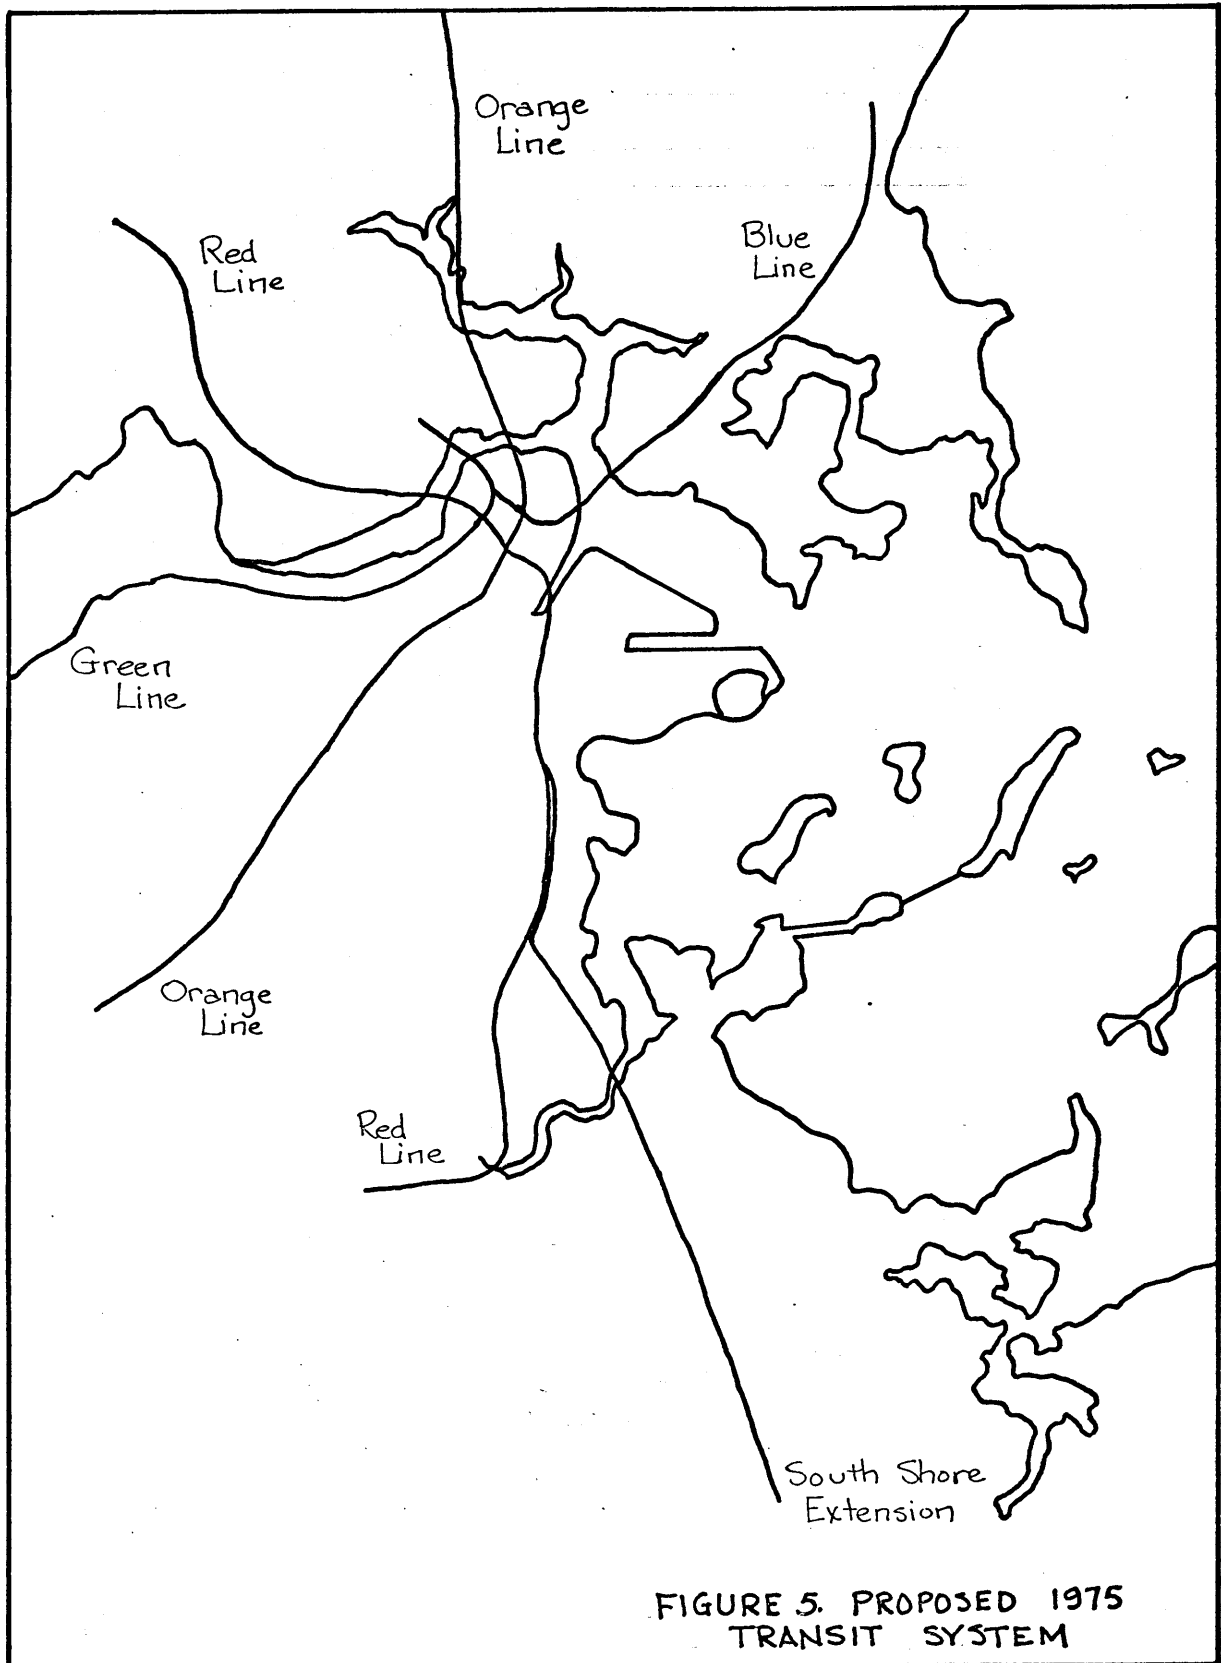 Orange
Line
Red
Line
Blue
Line
Green
Line
Orange
Line
Red
Line
South Shore
Extension
FIGURE 5. PROPOSED 1975
TRANSIT SYSTEM